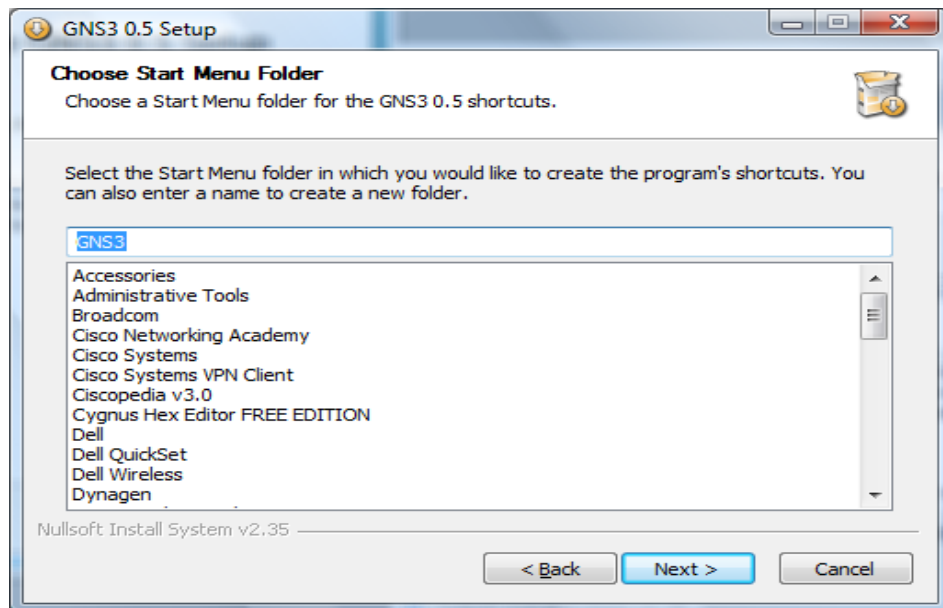 GNS3 0.5 Setup
Choose Start Menu Folder
Choose a Start Menu folder for the GNS3 0.5 shortcuts.
Select the Start Menu folder in which you would like to create the program's shortcuts. You
can also enter a name to create a new folder.
GNS3
Accessories
Administrative Tools
Broadcom
Cisco Networking Academy
Cisco Systems
Cisco Systems VPN Client
Ciscopedia v3.0
Cygnus Hex Editor FREE EDITION
Dell
Dell QuickSet
Dell Wireless
Dynagen
Nullsoft Install System v2.35
< Back Next > Cancel